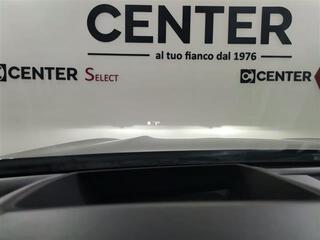 CENTER
al tuo fianco dal 1976
CENTER SELECT
CENTER